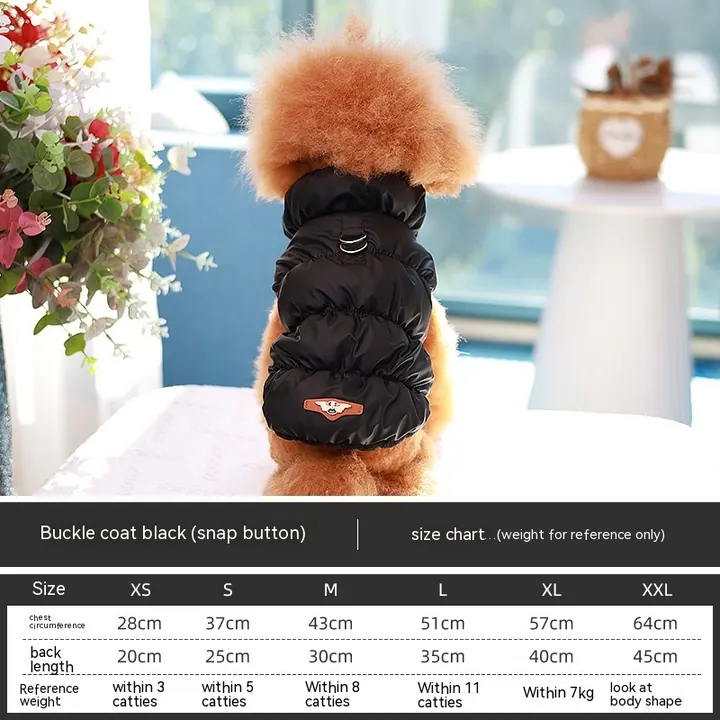 Buckle coat black (snap button)
size chart...(weight for reference only)
Size XS S M L XL XXL
chest circumference 28cm 37cm 43cm 51cm 57cm 64cm
back length 20cm 25cm 30cm 35cm 40cm 45cm
Reference weight within 3 catties within 5 catties Within 8 catties Within 11 catties Within 7kg look at body shape